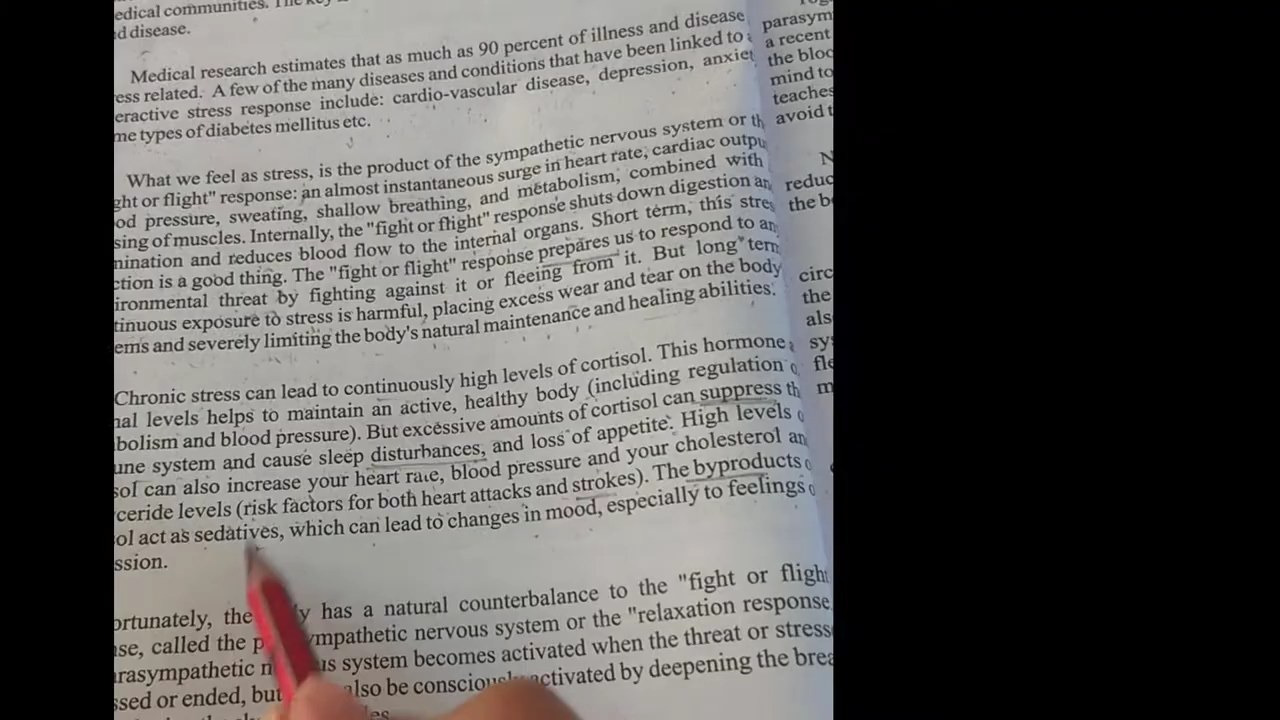 edical communities. The key
d disease.
Medical research estimates that as much as 90 percent of illness and disease
ess related. A few of the many diseases and conditions that have been linked to
eractive stress response include: cardio-vascular disease, depression, anxiet
me types of diabetes mellitus etc.
What we feel as stress, is the product of the sympathetic nervous system or th
ght or flight" response: an almost instantaneous surge in heart rate, cardiac outpu
od pressure, sweating, shallow breathing, and metabolism, combined with
sing of muscles. Internally, the "fight or flight" response shuts down digestion an
mination and reduces blood flow to the internal organs. Short term, this stres
ction is a good thing. The "fight or flight" response prepares us to respond to an
ironmental threat by fighting against it or fleeing from it. But long term
tinuous exposure to stress is harmful, placing excess wear and tear on the body
ems and severely limiting the body's natural maintenance and healing abilities.
Chronic stress can lead to continuously high levels of cortisol. This hormone
nal levels helps to maintain an active, healthy body (including regulation o
bolism and blood pressure). But excessive amounts of cortisol can suppress th
une system and cause sleep disturbances, and loss of appetite. High levels o
sol can also increase your heart rate, blood pressure and your cholesterol an
ceride levels (risk factors for both heart attacks and strokes). The byproducts o
ol act as sedatives, which can lead to changes in mood, especially to feelings o
ssion.
ortunately, the has a natural counterbalance to the "fight or fligh
nse, called the p sympathetic nervous system or the "relaxation response
rasympathetic n us system becomes activated when the threat or stress
ssed or ended, but also be consciously activated by deepening the brea
parasym
a recent
the bloo
mind to
teaches
avoid t
N
reduc
the b
circ
the
als
sy
fle
m